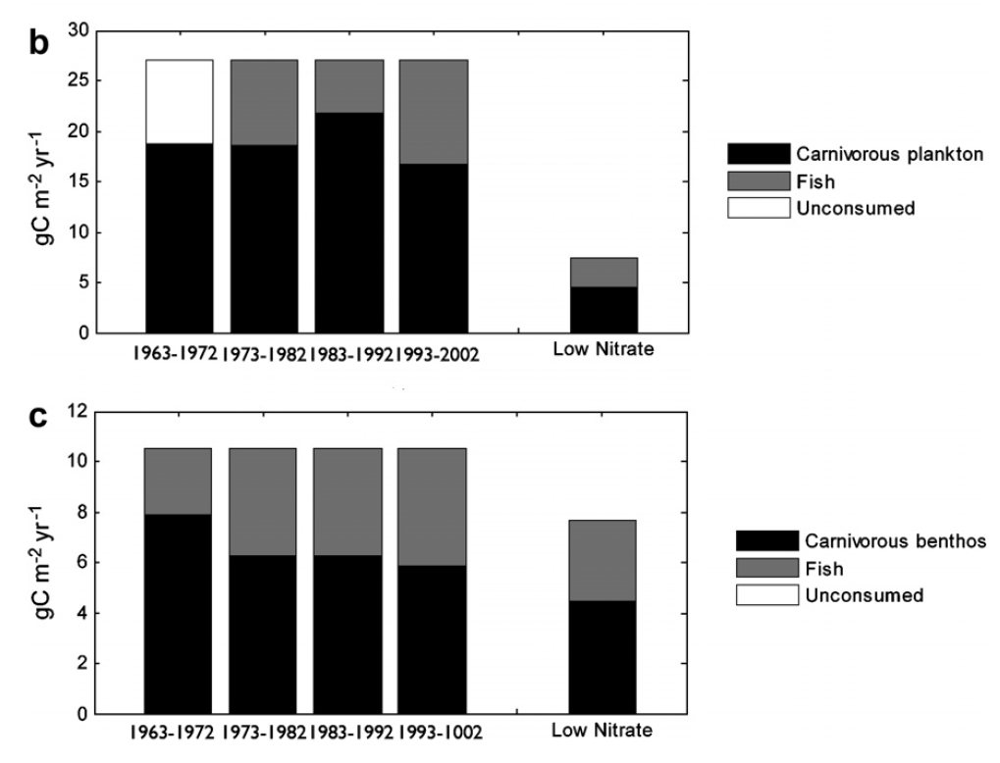 b
30
25
20
15
10
5
0
gC m-2 yr-1
1963-1972 1973-1982 1983-1992 1993-2002 Low Nitrate
Carnivorous plankton
Fish
Unconsumed
c
12
10
8
6
4
2
0
gC m-2 yr-1
1963-1972 1973-1982 1983-1992 1993-1002 Low Nitrate
Carnivorous benthos
Fish
Unconsumed